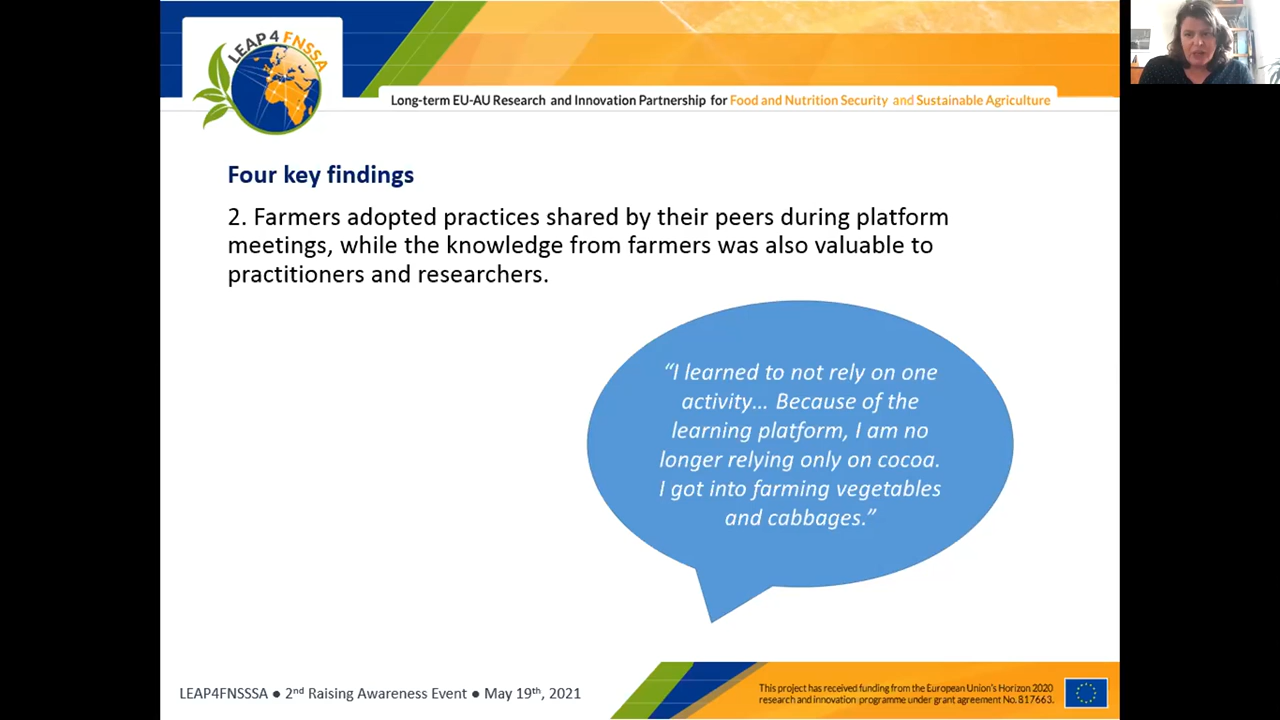 LEAP 4 FNSSA
Long-term EU-AU Research and Innovation Partnership for Food and Nutrition Security and Sustainable Agriculture
Four key findings
2. Farmers adopted practices shared by their peers during platform
meetings, while the knowledge from farmers was also valuable to
practitioners and researchers.
“I learned to not rely on one
activity… Because of the
learning platform, I am no
longer relying only on cocoa.
I got into farming vegetables
and cabbages.”
LEAP4FNSSSA ● 2nd Raising Awareness Event ● May 19th, 2021
This project has received funding from the European Union's Horizon 2020
research and innovation programme under grant agreement No. 817663.